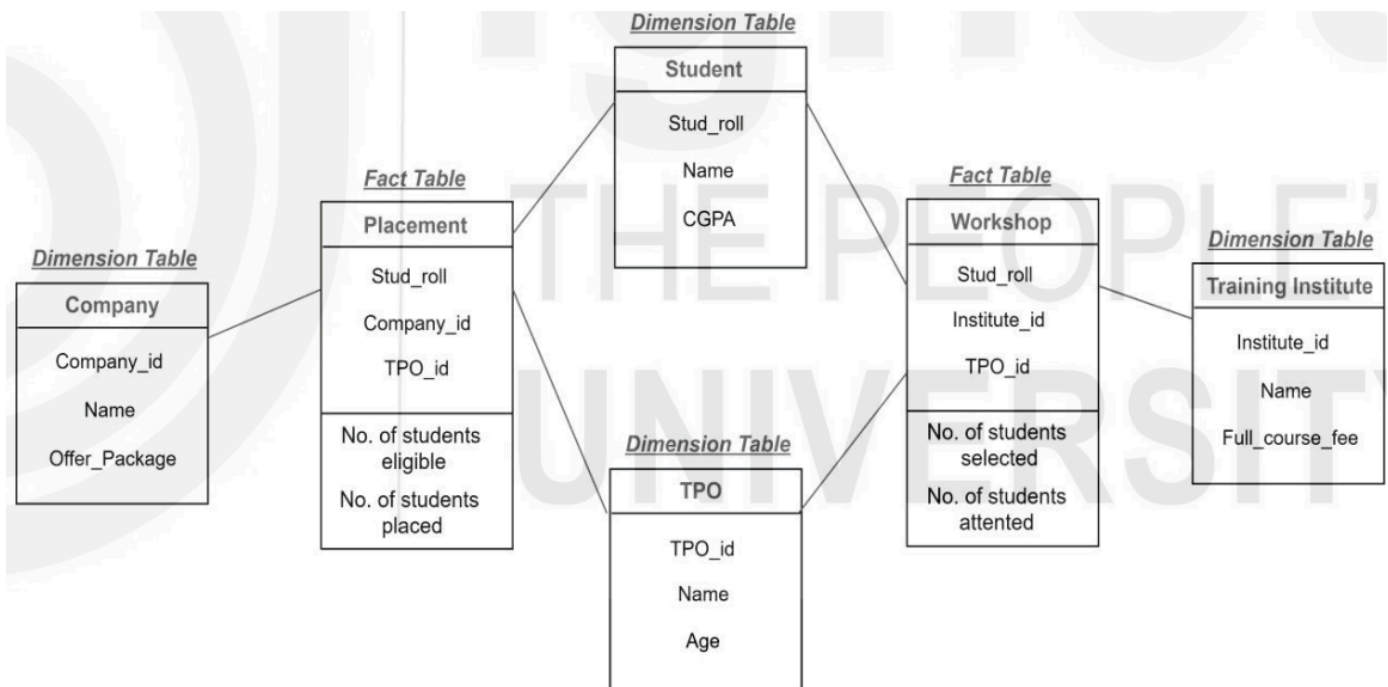 Dimension Table
Student
Stud_roll
Name
CGPA
Fact Table
Placement
Stud_roll
Company_id
TPO_id
No. of students
eligible
No. of students
placed
Fact Table
Workshop
Stud_roll
Institute_id
TPO_id
No. of students
selected
No. of students
attented
Dimension Table
Company
Company_id
Name
Offer_Package
Dimension Table
Training Institute
Institute_id
Name
Full_course_fee
Dimension Table
TPO
TPO_id
Name
Age
THE PEOPLE'
UNIVERSIT